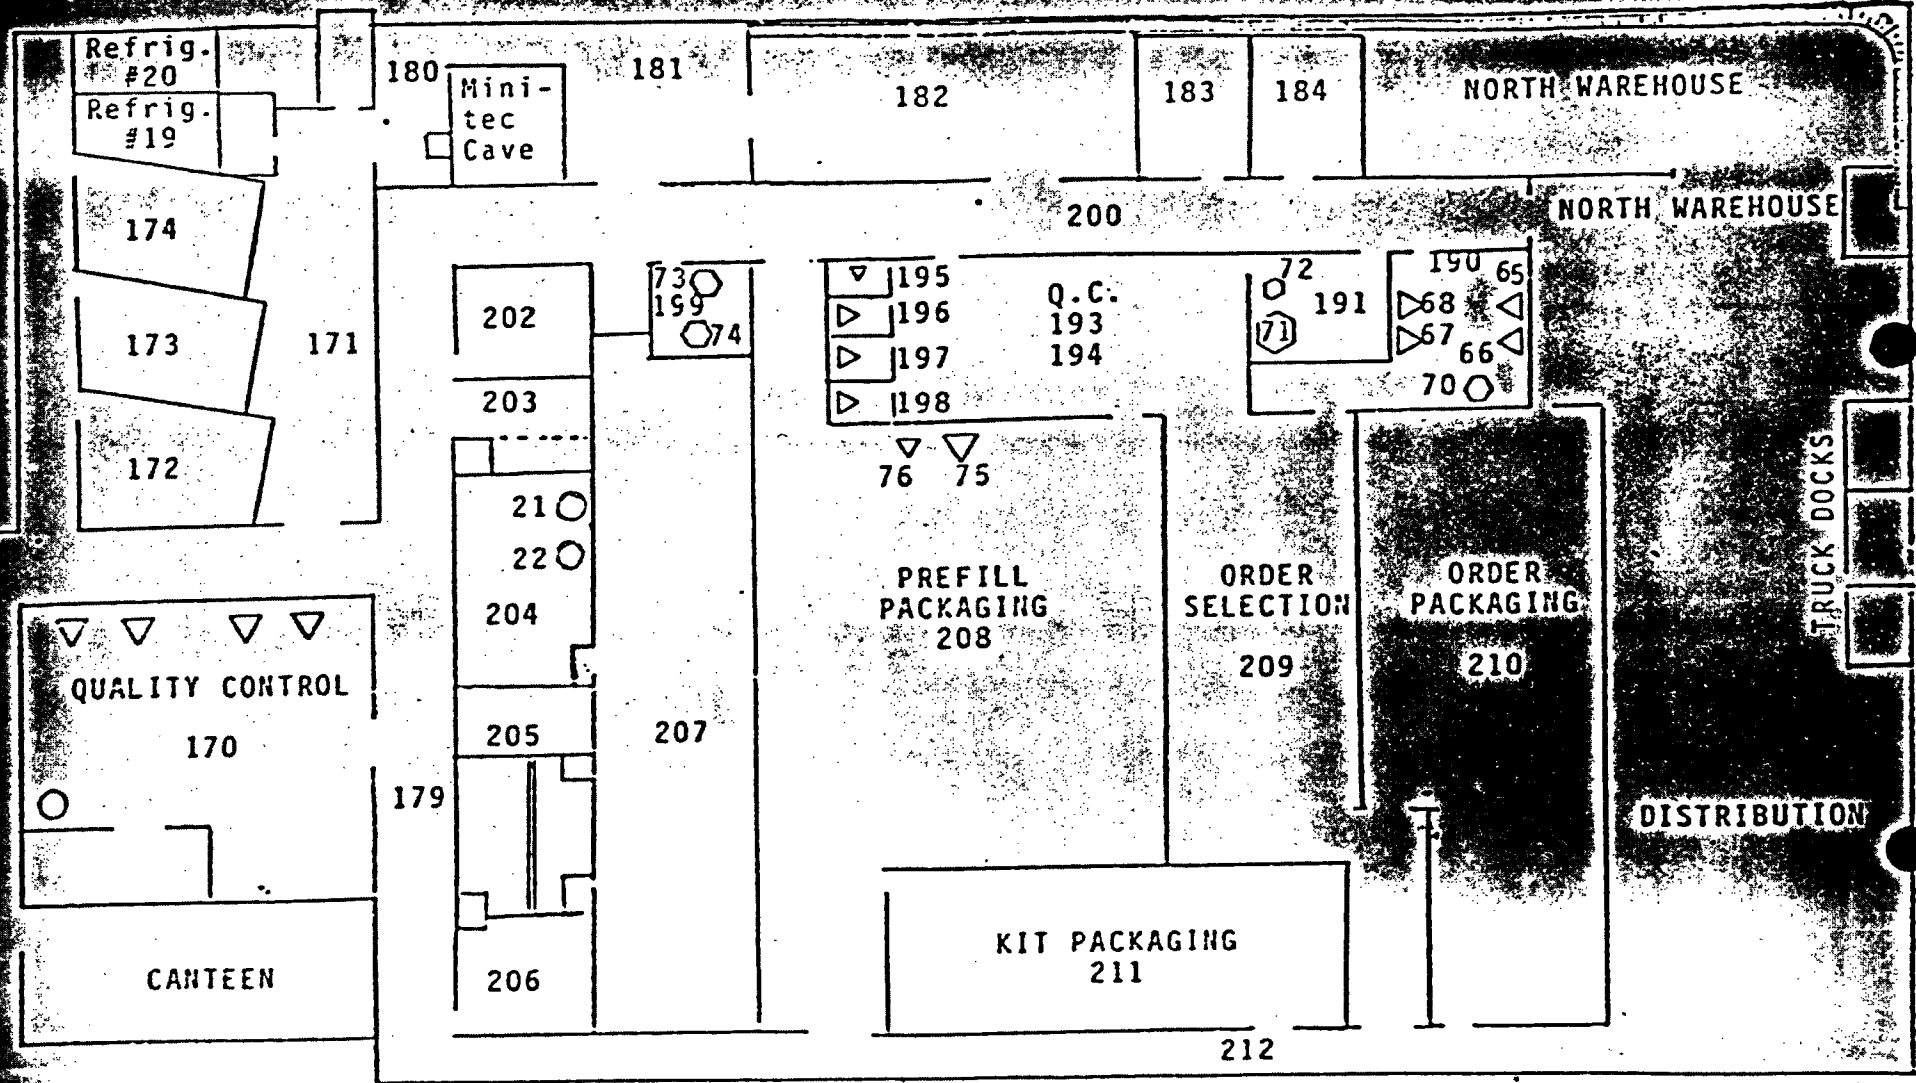 Refrig.
#20
Refrig.
#19
180
Mini-
tec
Cave
181
182
183
184
NORTH WAREHOUSE
NORTH WAREHOUSE
174
173
172
171
200
202
203
73
199
74
195
196
197
198
Q.C.
193
194
72
191
71
190
65
68
67
66
70
76
75
21
22
204
205
206
207
PREFILL
PACKAGING
208
ORDER
SELECTION
209
ORDER
PACKAGING
210
TRUCK DOCKS
QUALITY CONTROL
170
179
DISTRIBUTION
CANTEEN
KIT PACKAGING
211
212